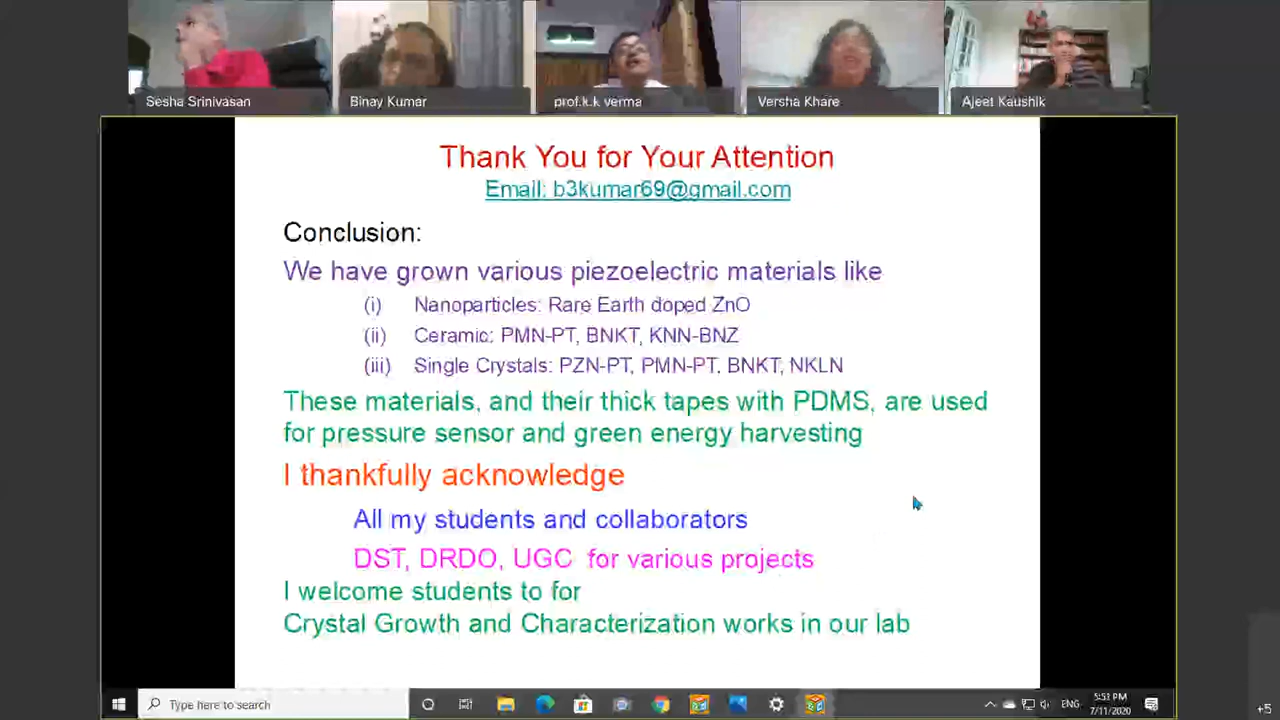 Sesha Srinivasan
Binay Kumar
prof.k.k verma
Versha Khare
Ajeet Kaushik
Thank You for Your Attention
Email: b3kumar69@gmail.com
Conclusion:
We have grown various piezoelectric materials like
(i) Nanoparticles: Rare Earth doped ZnO
(ii) Ceramic: PMN-PT, BNKT, KNN-BNZ
(iii) Single Crystals: PZN-PT, PMN-PT, BNKT, NKLN
These materials, and their thick tapes with PDMS, are used
for pressure sensor and green energy harvesting
I thankfully acknowledge
All my students and collaborators
DST, DRDO, UGC for various projects
I welcome students to for
Crystal Growth and Characterization works in our lab
Type here to search
ENG
5:53 PM
7/11/2020
+5